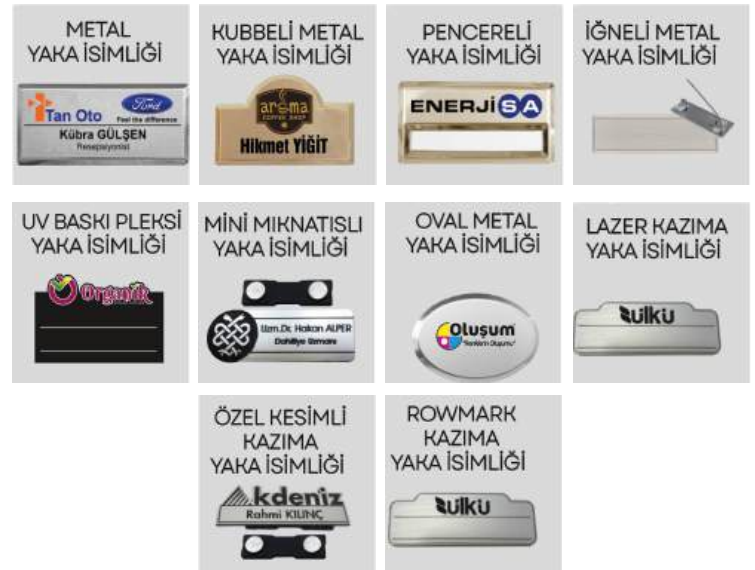 METAL
YAKA İSİMLİĞİ
Tan Oto
Ford
Feel the difference
Kübra GÜLŞEN
Resepsiyonist
KUBBELİ METAL
YAKA İSİMLİĞİ
aroma
COFFEE SHOP
Hikmet YİĞİT
PENCERELİ
YAKA İSİMLİĞİ
ENERJİSA
İĞNELİ METAL
YAKA İSİMLİĞİ
UV BASKI PLEKSİ
YAKA İSİMLİĞİ
Organik
MİNİ MIKNATISLI
YAKA İSİMLİĞİ
Uzm.Dr. Hakan ALPER
Dahiliye Uzmanı
OVAL METAL
YAKA İSİMLİĞİ
Oluşum
LAZER KAZIMA
YAKA İSİMLİĞİ
ülkü
ÖZEL KESİMLİ
KAZIMA
YAKA İSİMLİĞİ
Akdeniz
Rahmi KILINÇ
ROWMARK
KAZIMA
YAKA İSİMLİĞİ
ülkü